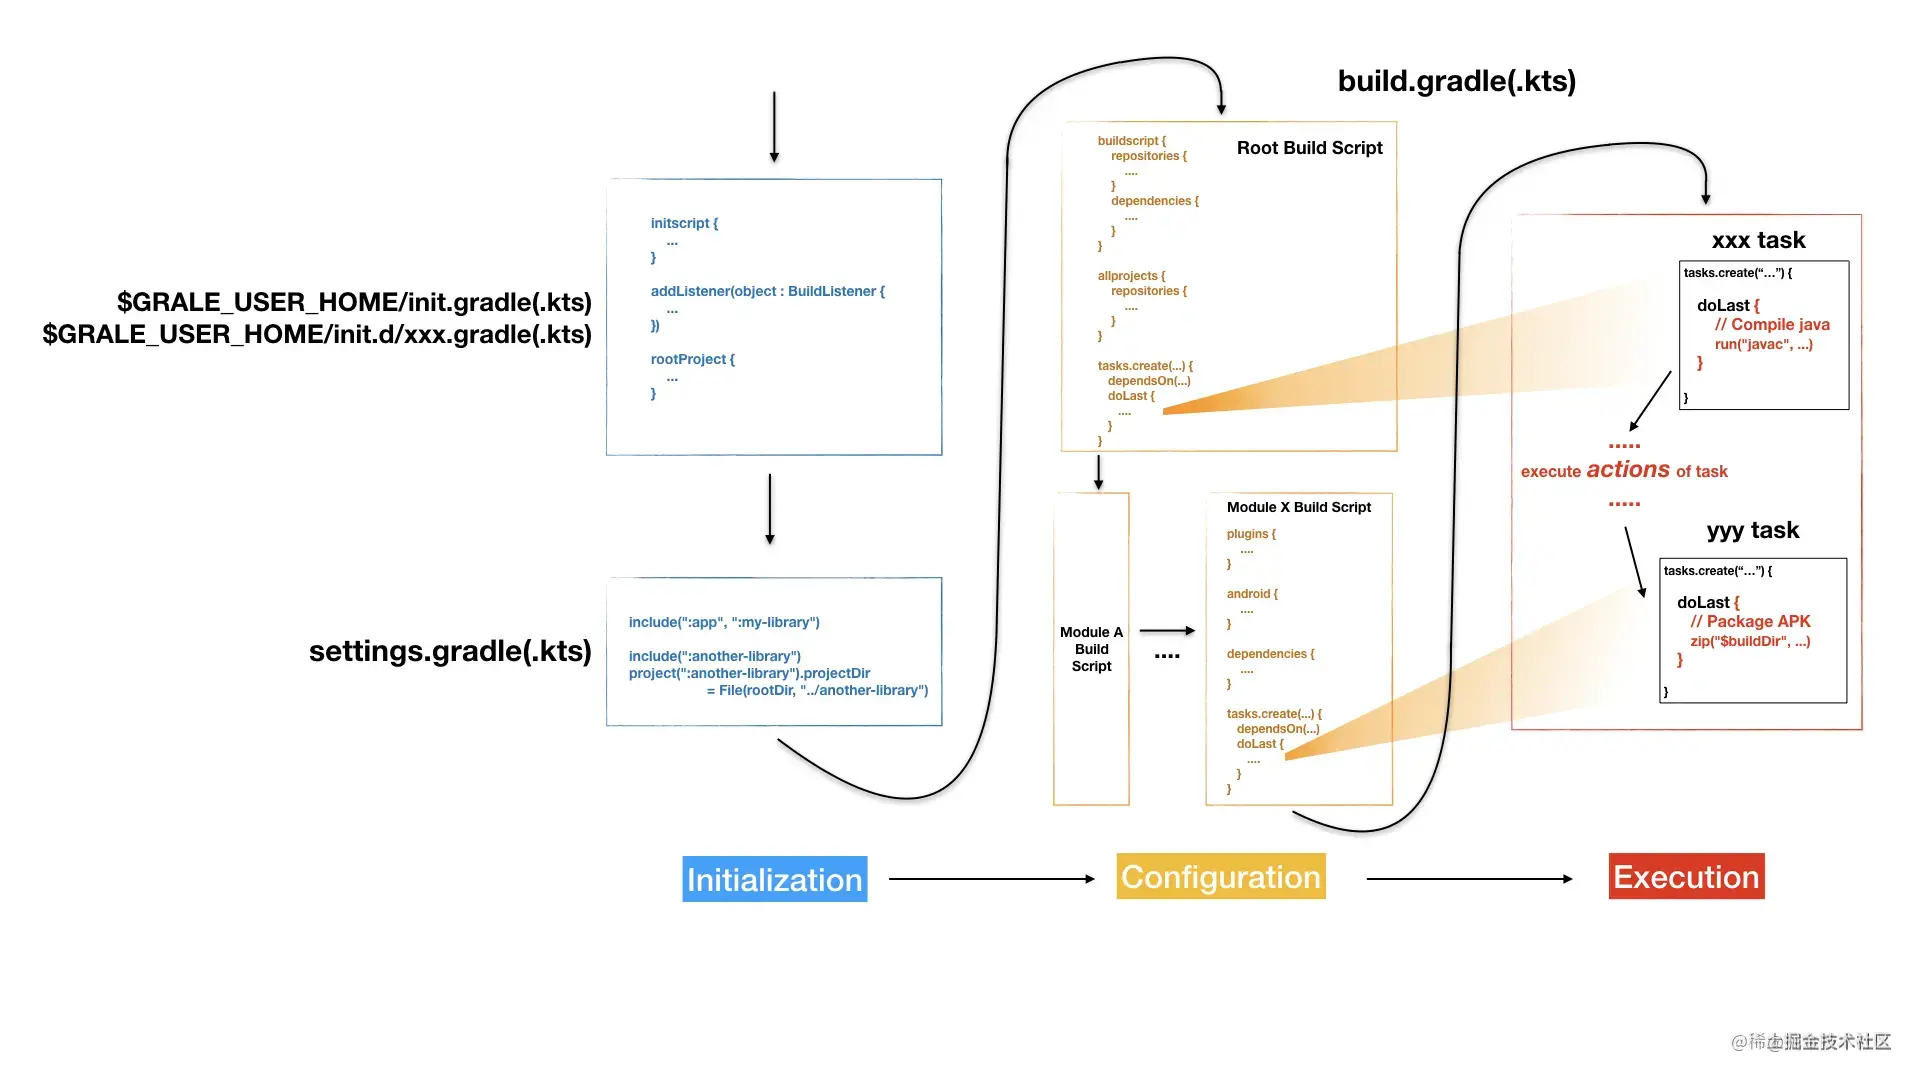 $GRALE_USER_HOME/init.gradle(.kts)
$GRALE_USER_HOME/init.d/xxx.gradle(.kts)
initscript {
...
}
addListener(object : BuildListener {
...
})
rootProject {
...
}
settings.gradle(.kts)
include(":app", ":my-library")
include(":another-library")
project(":another-library").projectDir
= File(rootDir, "../another-library")
build.gradle(.kts)
Root Build Script
buildscript {
repositories {
....
}
dependencies {
....
}
}
allprojects {
repositories {
....
}
}
tasks.create(...) {
dependsOn(...)
doLast {
....
}
}
Module A
Build
Script
....
Module X Build Script
plugins {
....
}
android {
....
}
dependencies {
....
}
tasks.create(...) {
dependsOn(...)
doLast {
....
}
}
xxx task
tasks.create(“...”) {
doLast {
// Compile java
run("javac", ...)
}
}
.....
execute actions of task
.....
yyy task
tasks.create(“...”) {
doLast {
// Package APK
zip("$buildDir", ...)
}
}
Initialization
Configuration
Execution
@稀土掘金技术社区